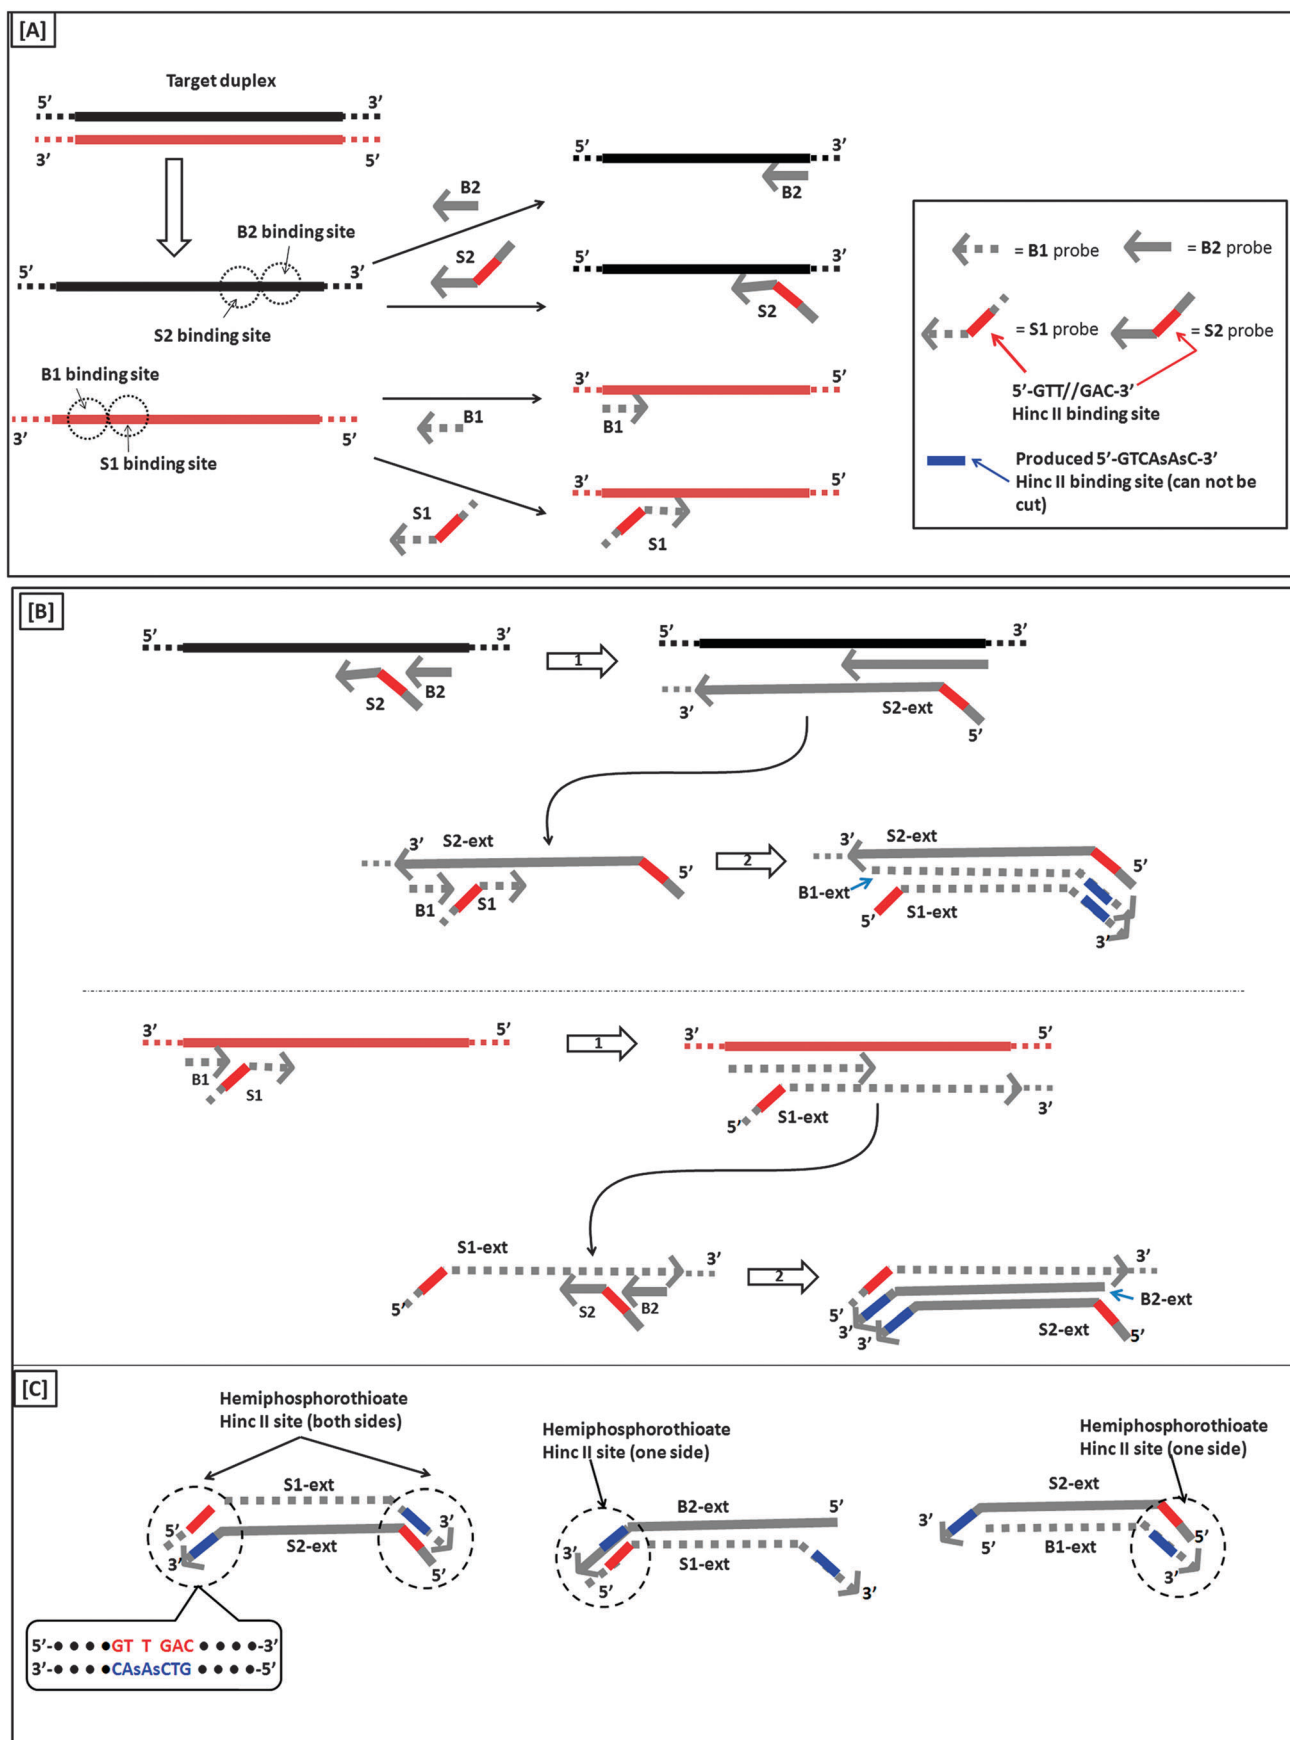 [A]
Target duplex
5’
3’
3’
5’
B2 binding site
5’
3’
S2 binding site
B1 binding site
3’
5’
S1 binding site
B2
S2
B1
S1
5’
3’
B2
5’
3’
S2
3’
5’
B1
3’
5’
S1
= B1 probe
= B2 probe
= S1 probe
= S2 probe
5’-GTT//GAC-3’
Hinc II binding site
Produced 5’-GTCAsAsC-3’
Hinc II binding site (can not be
cut)
[B]
5’
3’
S2
B2
1
5’
3’
3’
S2-ext
5’
3’
S2-ext
5’
B1
S1
2
3’
S2-ext
5’
B1-ext
S1-ext
5’
3’
3’
5’
B1
S1
1
3’
5’
5’
S1-ext
3’
S1-ext
3’
5’
S2
B2
2
3’
B2-ext
5’
3’
3’
S2-ext
5’
[C]
Hemiphosphorothioate
Hinc II site (both sides)
S1-ext
5’
3’
3’
S2-ext
5’
5’-••••GT T GAC••••-3’
3’-••••CAsAsCTG••••-5’
Hemiphosphorothioate
Hinc II site (one side)
B2-ext
5’
3’
5’
S1-ext
3’
Hemiphosphorothioate
Hinc II site (one side)
S2-ext
3’
5’
5’
B1-ext
3’